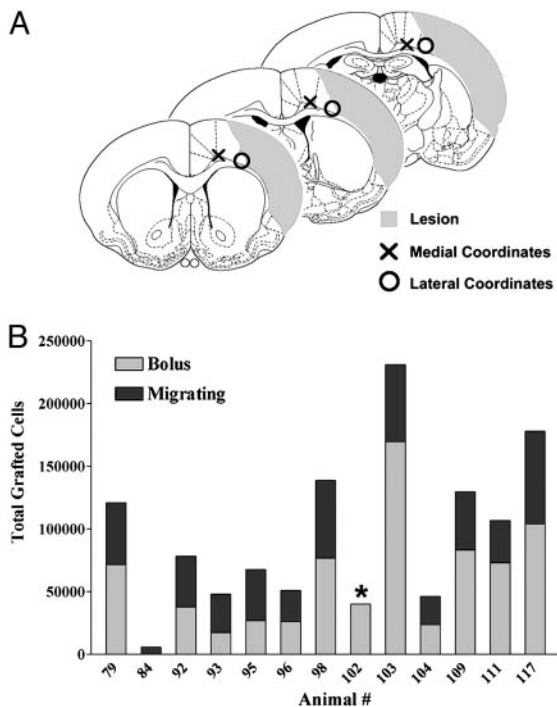 A
Lesion
Medial Coordinates
Lateral Coordinates
B
250000
200000
150000
100000
50000
0
Total Grafted Cells
Bolus
Migrating
*
79 84 92 93 95 96 98 102 103 104 109 111 117
Animal #